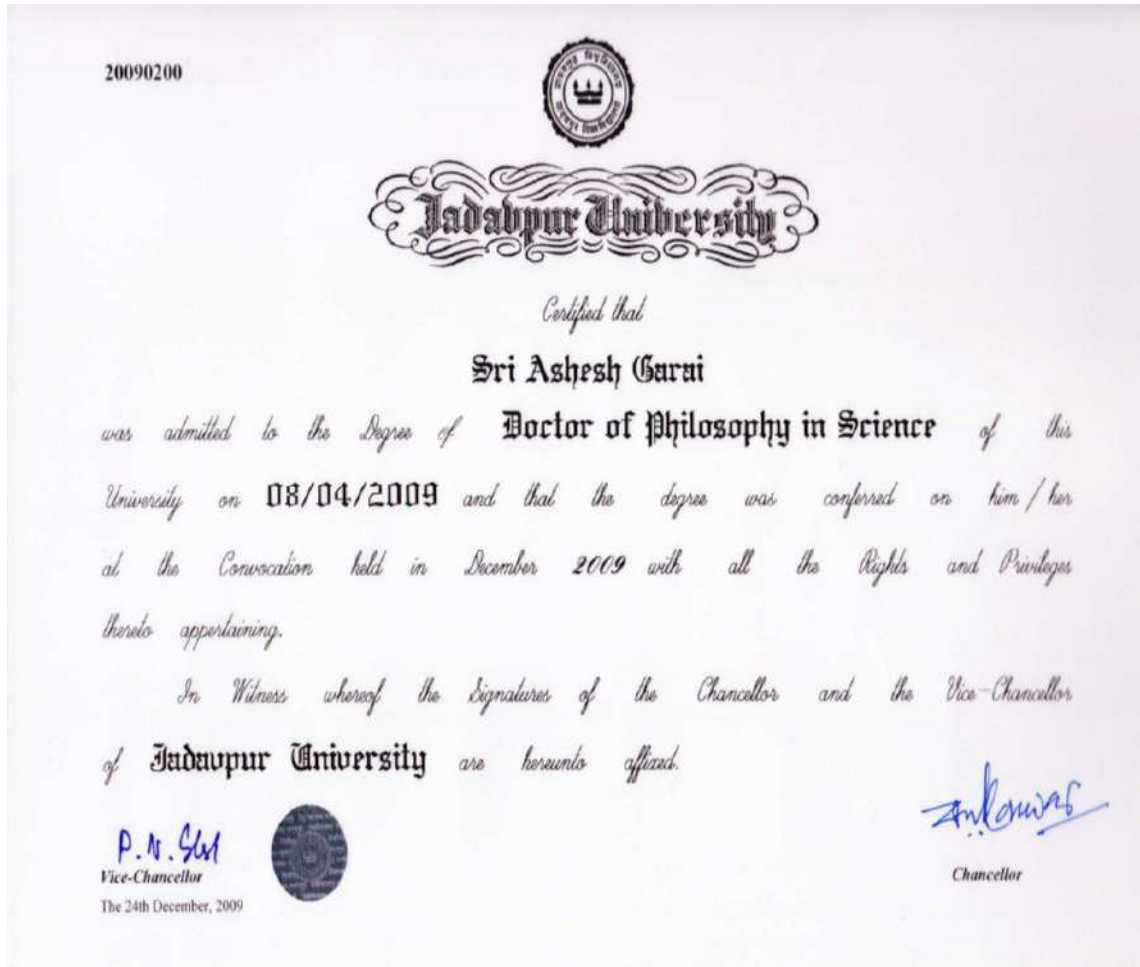 20090200
যাদবপুর বিশ্ববিদ্যালয়
Jadavpur University
Certified that
Sri Ashesh Garai
was admitted to the Degree of Doctor of Philosophy in Science of this
University on 08/04/2009 and that the degree was conferred on him / her
at the Convocation held in December 2009 with all the Rights and Privileges
thereto appertaining.
In Witness whereof the Signatures of the Chancellor and the Vice-Chancellor
of Jadavpur University are hereunto affixed.
P. N.
Vice-Chancellor
The 24th December, 2009
Chancellor